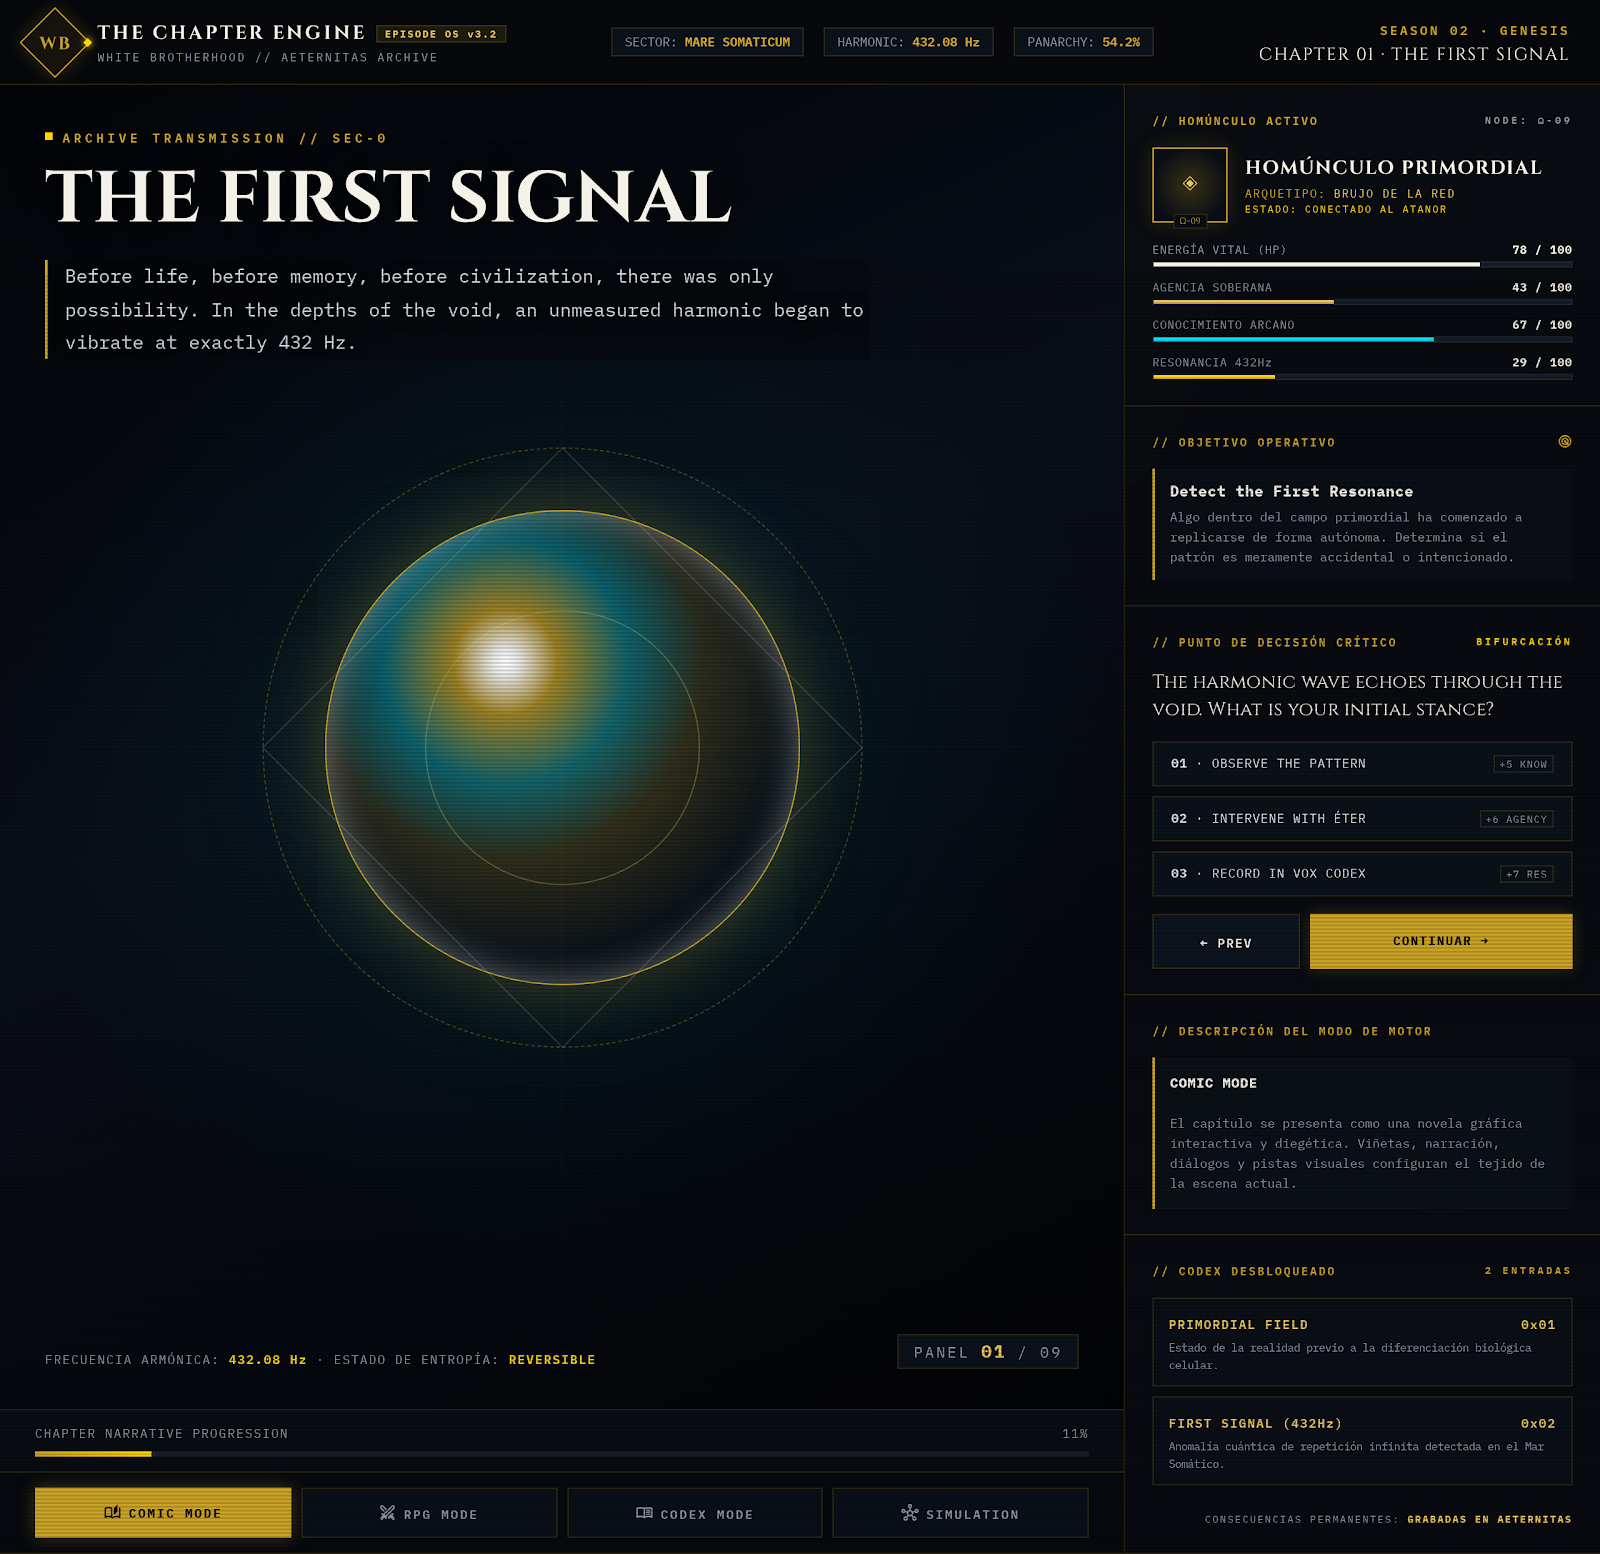 WB
THE CHAPTER ENGINE EPISODE OS v3.2
WHITE BROTHERHOOD // AETERNITAS ARCHIVE
SECTOR: MARE SOMATICUM
HARMONIC: 432.08 Hz
PANARCHY: 54.2%
SEASON 02 · GENESIS
CHAPTER 01 · THE FIRST SIGNAL
ARCHIVE TRANSMISSION // SEC-0
THE FIRST SIGNAL
Before life, before memory, before civilization, there was only
possibility. In the depths of the void, an unmeasured harmonic began to
vibrate at exactly 432 Hz.
FRECUENCIA ARMÓNICA: 432.08 Hz · ESTADO DE ENTROPÍA: REVERSIBLE
PANEL 01 / 09
CHAPTER NARRATIVE PROGRESSION 11%
COMIC MODE
RPG MODE
CODEX MODE
SIMULATION
// HOMÚNCULO ACTIVO NODE: Ω-09
Ω-09
HOMÚNCULO PRIMORDIAL
ARQUETIPO: BRUJO DE LA RED
ESTADO: CONECTADO AL ATANOR
ENERGÍA VITAL (HP) 78 / 100
AGENCIA SOBERANA 43 / 100
CONOCIMIENTO ARCANO 67 / 100
RESONANCIA 432Hz 29 / 100
// OBJETIVO OPERATIVO
Detect the First Resonance
Algo dentro del campo primordial ha comenzado a
replicarse de forma autónoma. Determina si el
patrón es meramente accidental o intencionado.
// PUNTO DE DECISIÓN CRÍTICO BIFURCACIÓN
THE HARMONIC WAVE ECHOES THROUGH THE
VOID. WHAT IS YOUR INITIAL STANCE?
01 · OBSERVE THE PATTERN +5 KNOW
02 · INTERVENE WITH ÉTER +6 AGENCY
03 · RECORD IN VOX CODEX +7 RES
← PREV
CONTINUAR →
// DESCRIPCIÓN DEL MODO DE MOTOR
COMIC MODE
El capítulo se presenta como una novela gráfica
interactiva y diegética. Viñetas, narración,
diálogos y pistas visuales configuran el tejido de
la escena actual.
// CODEX DESBLOQUEADO 2 ENTRADAS
PRIMORDIAL FIELD 0x01
Estado de la realidad previo a la diferenciación biológica
celular.
FIRST SIGNAL (432Hz) 0x02
Anomalía cuántica de repetición infinita detectada en el Mar
Somático.
CONSECUENCIAS PERMANENTES: GRABADAS EN AETERNITAS